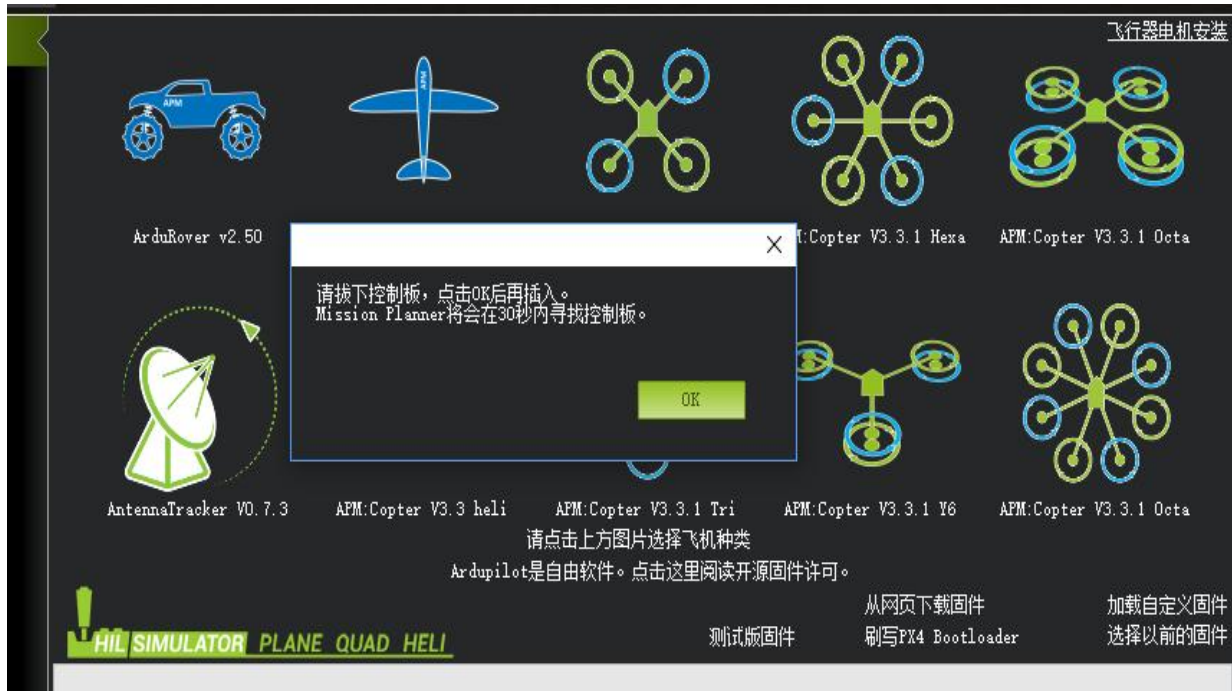 飞行器电机安装
APM
APM
ArduRover v2.50
M:Copter V3.3.1 Hexa
APM:Copter V3.3.1 Octa
请拔下控制板，点击OK后再插入。
Mission Planner将会在30秒内寻找控制板。
OK
AntennaTracker V0.7.3
APM:Copter V3.3 heli
APM:Copter V3.3.1 Tri
APM:Copter V3.3.1 Y6
APM:Copter V3.3.1 Octa
请点击上方图片选择飞机种类
Ardupilot是自由软件。点击这里阅读开源固件许可。
从网页下载固件
加载自定义固件
HIL SIMULATOR PLANE QUAD HELI
测试版固件
刷写PX4 Bootloader
选择以前的固件